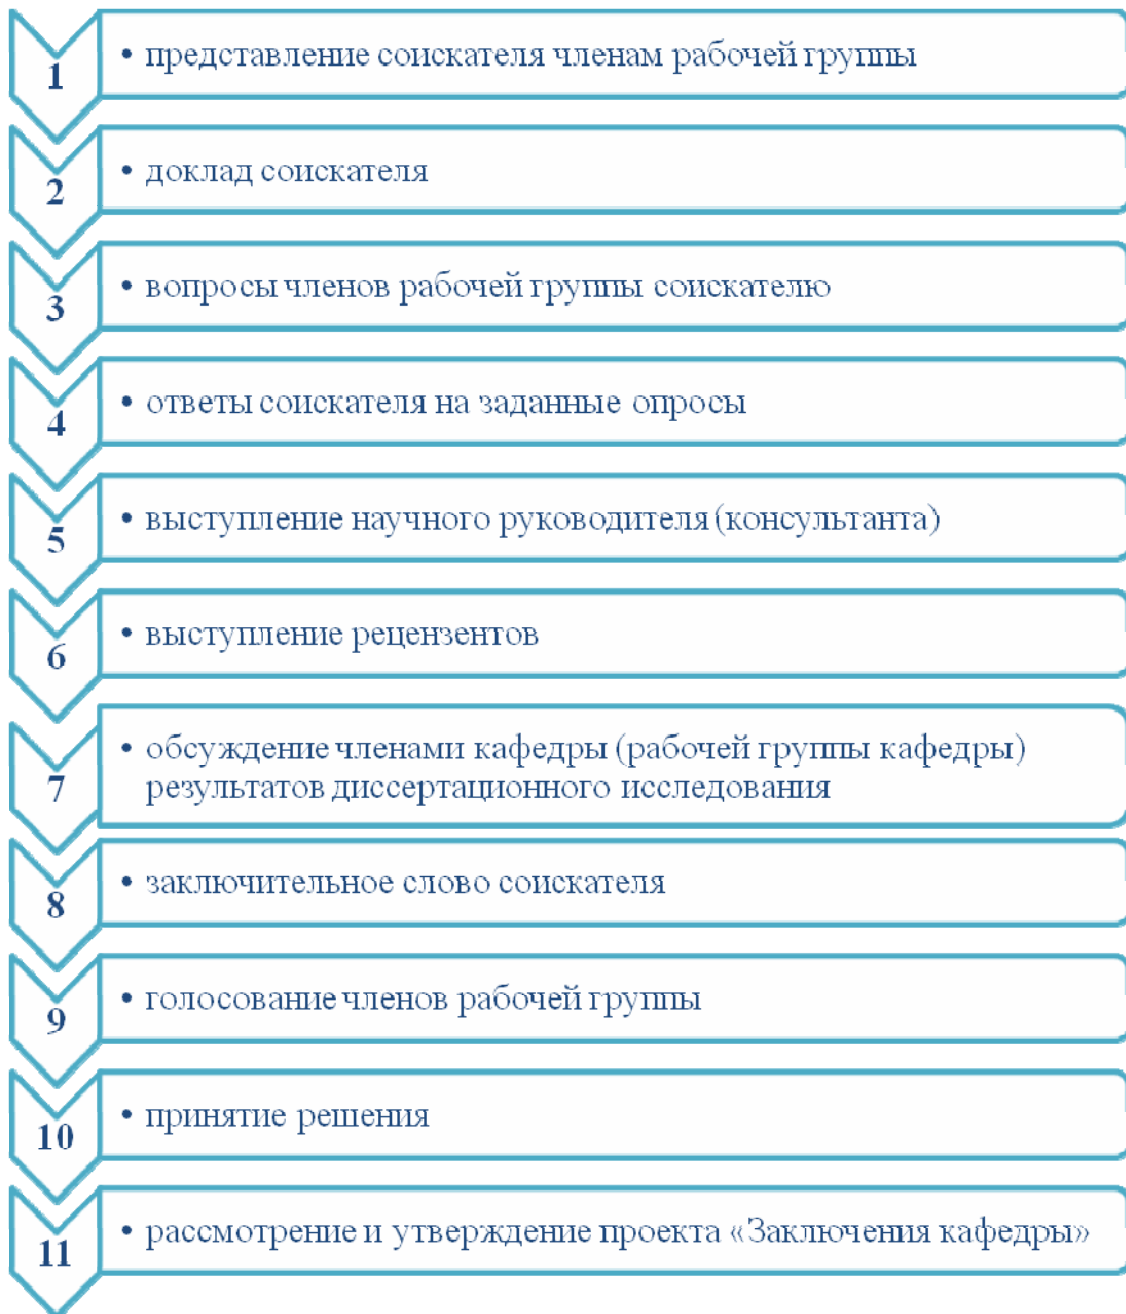 1
• представление соискателя членам рабочей группы
2
• доклад соискателя
3
• вопросы членов рабочей группы соискателю
4
• ответы соискателя на заданные опросы
5
• выступление научного руководителя (консультанта)
6
• выступление рецензентов
7
• обсуждение членами кафедры (рабочей группы кафедры)
результатов диссертационного исследования
8
• заключительное слово соискателя
9
• голосование членов рабочей группы
10
• принятие решения
11
• рассмотрение и утверждение проекта «Заключения кафедры»